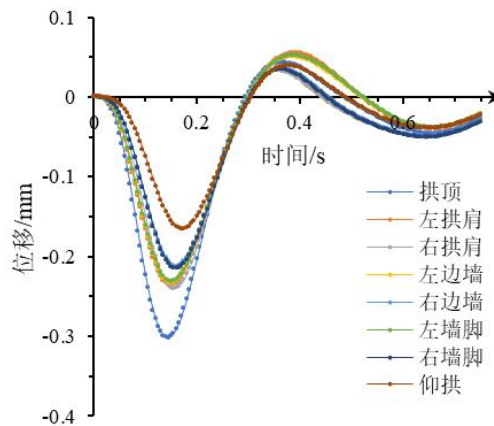 0.1
0
0
0.2
0.4
0.6
时间/s
-0.1
位移/mm
-0.2
-0.3
-0.4
拱顶
左拱肩
右拱肩
左边墙
右边墙
左墙脚
右墙脚
仰拱